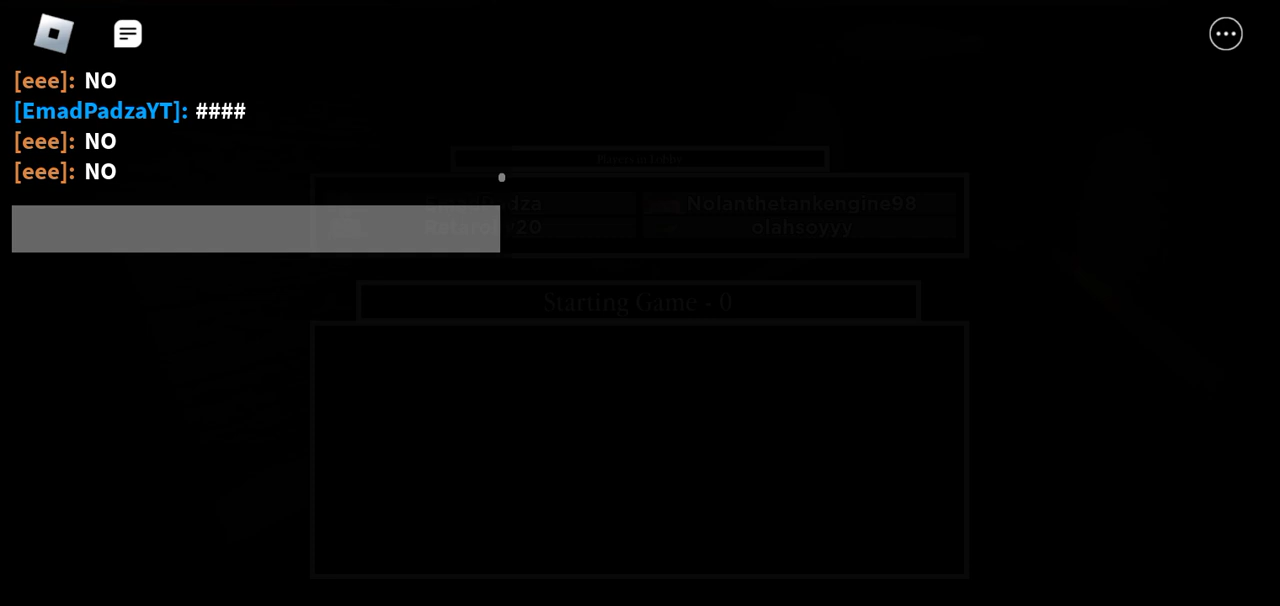 [eee]: NO
[EmadPadzaYT]: ####
[eee]: NO
[eee]: NO
Nolanthetankengine98
olahsoyyy
Starting Game - 0